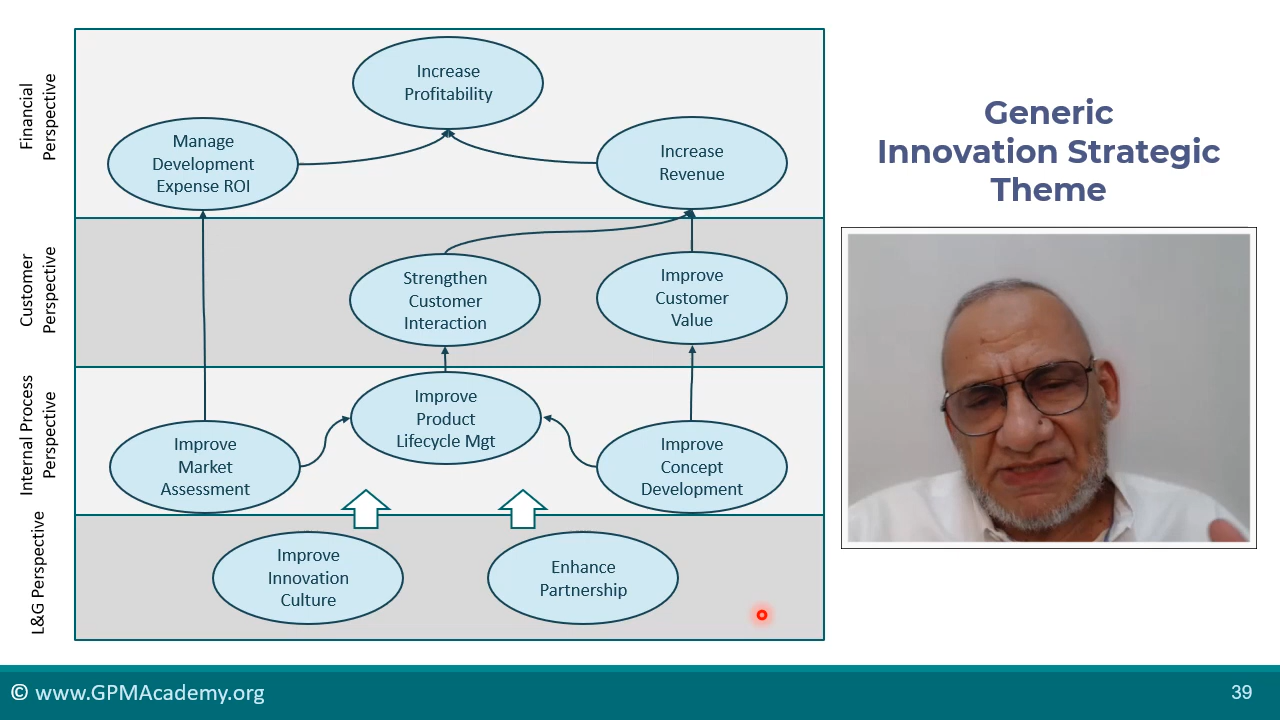 Generic
Innovation Strategic
Theme
Financial
Perspective
Increase
Profitability
Manage
Development
Expense ROI
Increase
Revenue
Customer
Perspective
Strengthen
Customer
Interaction
Improve
Customer
Value
Internal Process
Perspective
Improve
Market
Assessment
Improve
Product
Lifecycle Mgt
Improve
Concept
Development
L&G Perspective
Improve
Innovation
Culture
Enhance
Partnership
© www.GPMAcademy.org
39